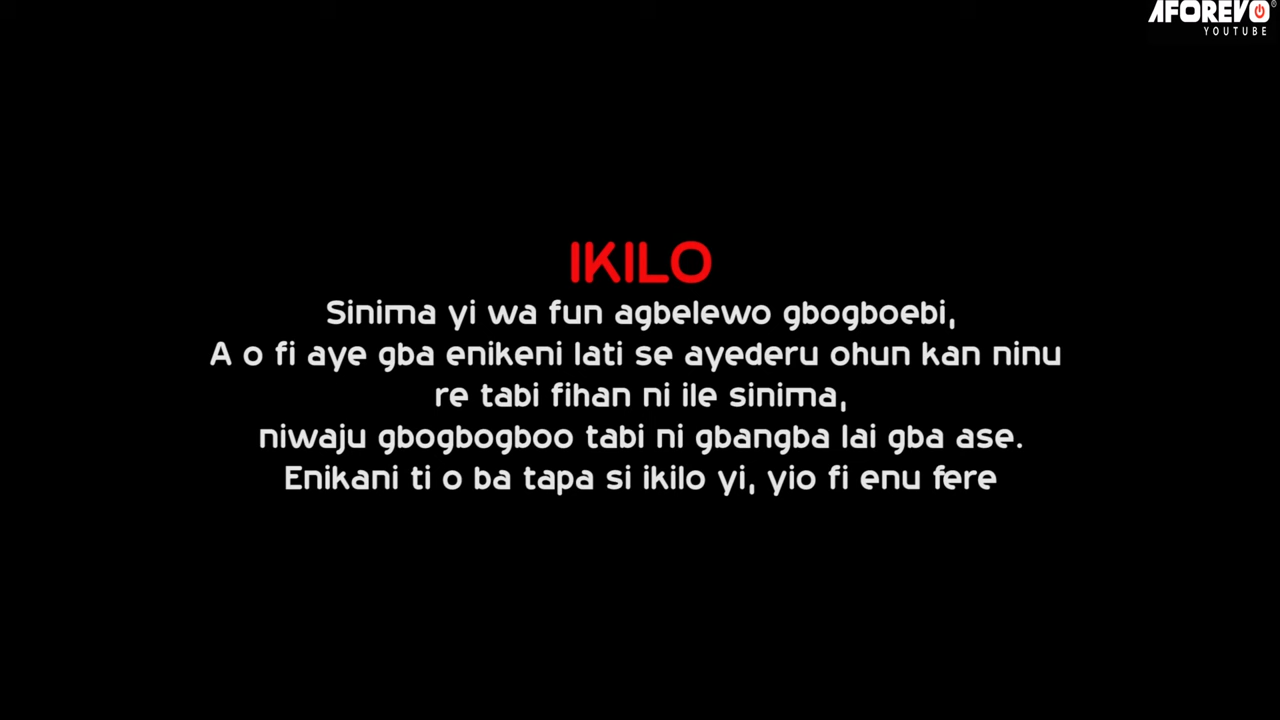 AFOREVO®
YOUTUBE
IKILO
Sinima yi wa fun agbelewo gbogboebi,
A o fi aye gba enikeni lati se ayederu ohun kan ninu
re tabi fihan ni ile sinima,
niwaju gbogbogboo tabi ni gbangba lai gba ase.
Enikani ti o ba tapa si ikilo yi, yio fi enu fere